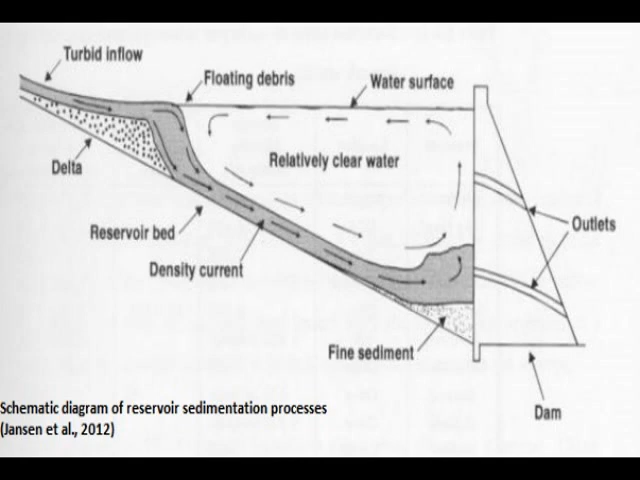 Turbid inflow
Floating debris
Water surface
Delta
Relatively clear water
Reservoir bed
Outlets
Density current
Fine sediment
Dam
Schematic diagram of reservoir sedimentation processes
(Jansen et al., 2012)